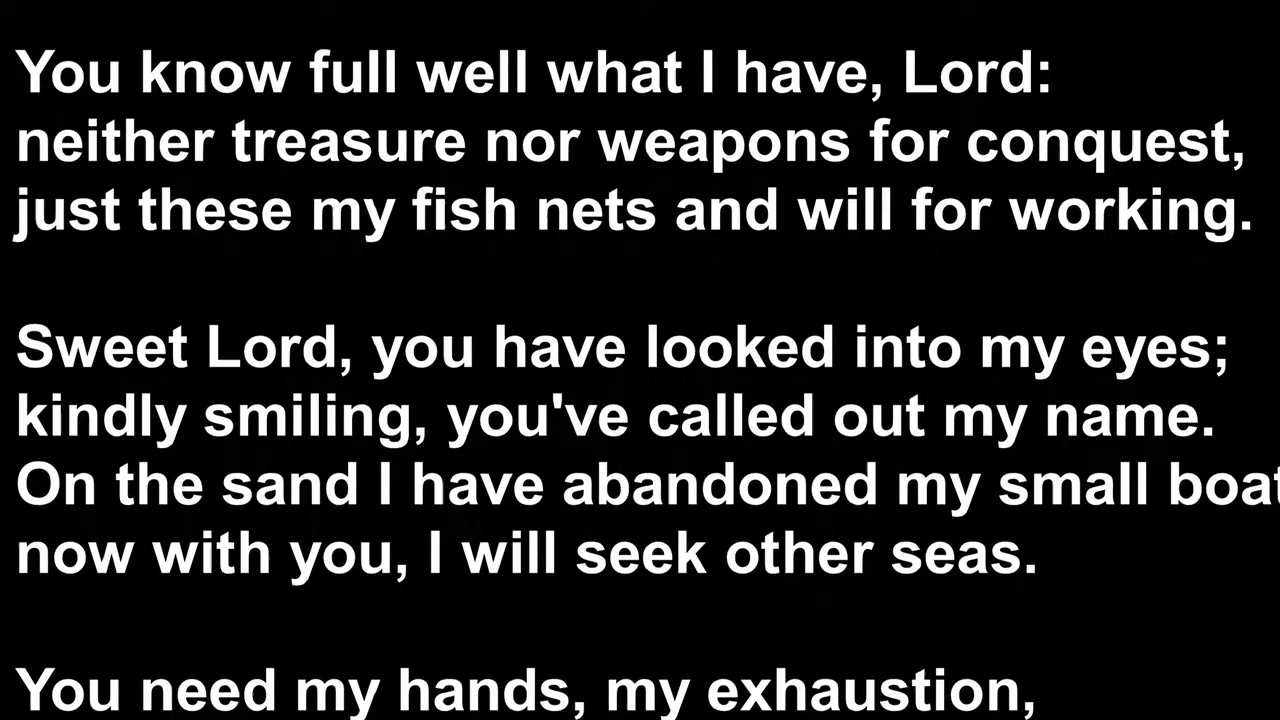 You know full well what I have, Lord:
neither treasure nor weapons for conquest,
just these my fish nets and will for working.
Sweet Lord, you have looked into my eyes;
kindly smiling, you've called out my name.
On the sand I have abandoned my small boat
now with you, I will seek other seas.
You need my hands, my exhaustion,